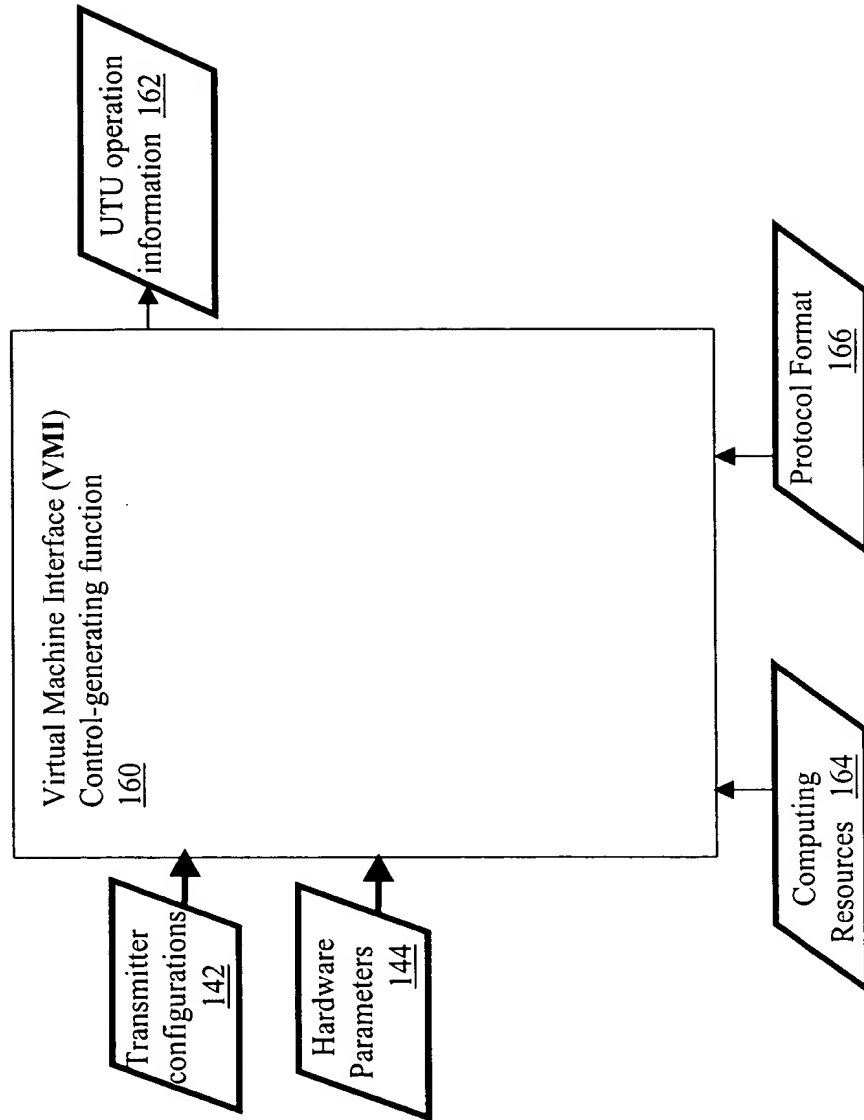 Virtual Machine Interface (VMI)
Control-generating function
160
UTU operation
information 162
Transmitter
configurations
142
Hardware
Parameters
144
Computing
Resources 164
Protocol Format
166